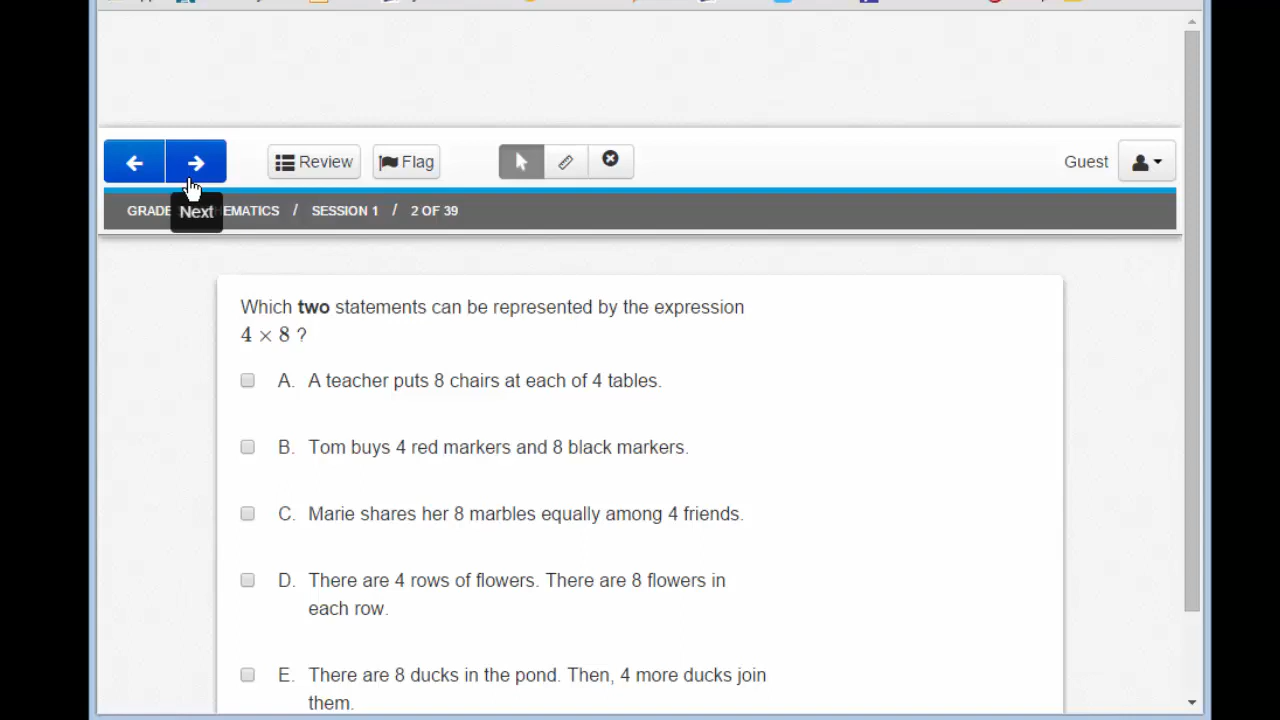 Review
Flag
Guest
Next
GRADE EMATICS / SESSION 1 / 2 OF 39
Which two statements can be represented by the expression
4 × 8 ?
A. A teacher puts 8 chairs at each of 4 tables.
B. Tom buys 4 red markers and 8 black markers.
C. Marie shares her 8 marbles equally among 4 friends.
D. There are 4 rows of flowers. There are 8 flowers in
each row.
E. There are 8 ducks in the pond. Then, 4 more ducks join
them.